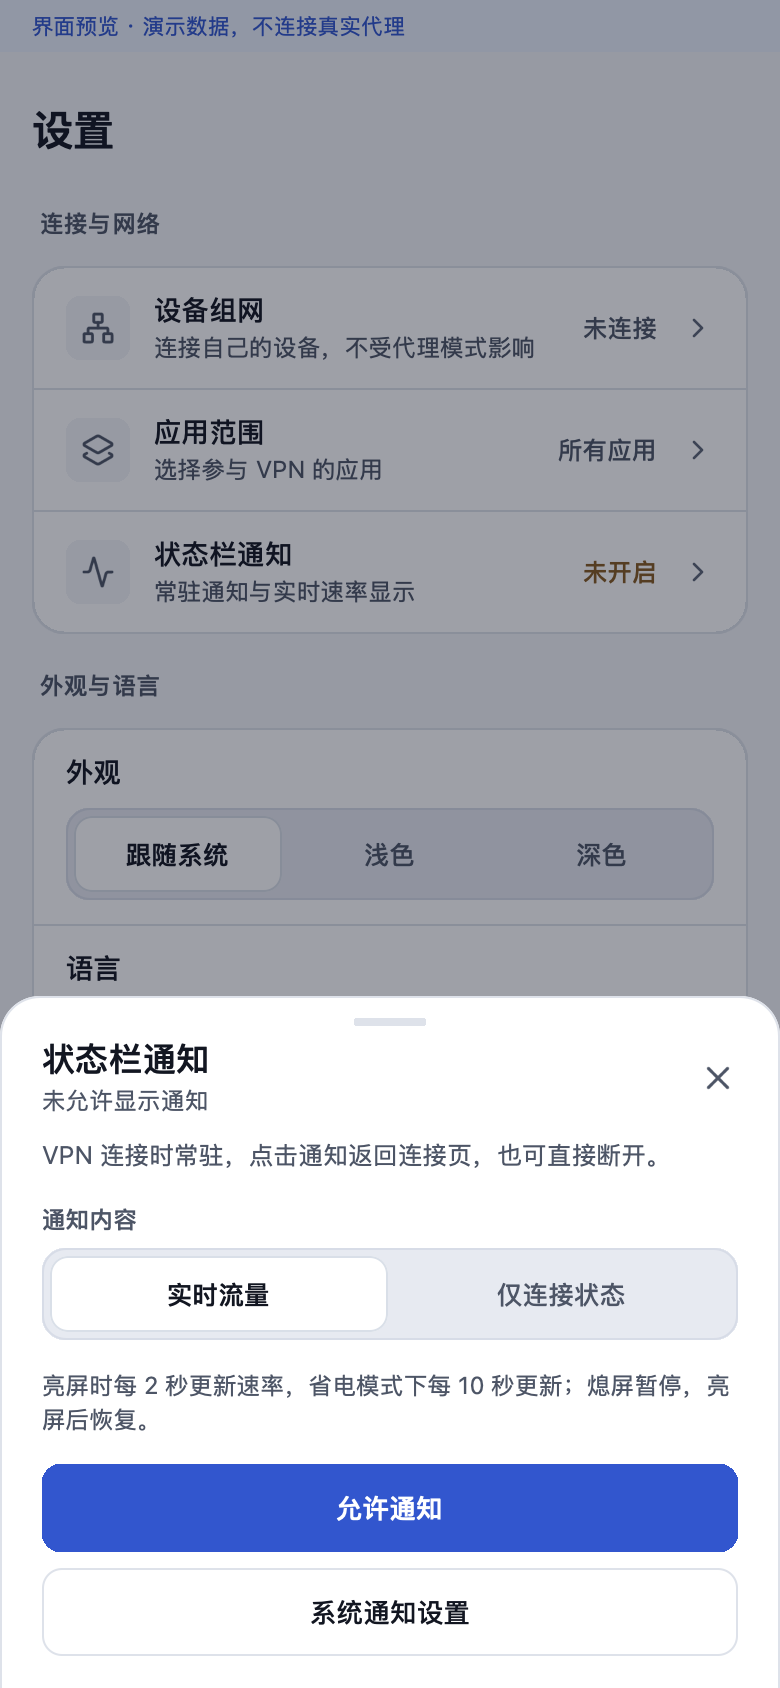 界面预览 · 演示数据，不连接真实代理
设置
连接与网络
设备组网
连接自己的设备，不受代理模式影响
未连接
应用范围
选择参与 VPN 的应用
所有应用
状态栏通知
常驻通知与实时速率显示
未开启
外观与语言
外观
跟随系统
浅色
深色
语言
状态栏通知
未允许显示通知
VPN 连接时常驻，点击通知返回连接页，也可直接断开。
通知内容
实时流量
仅连接状态
亮屏时每 2 秒更新速率，省电模式下每 10 秒更新；熄屏暂停，亮
屏后恢复。
允许通知
系统通知设置